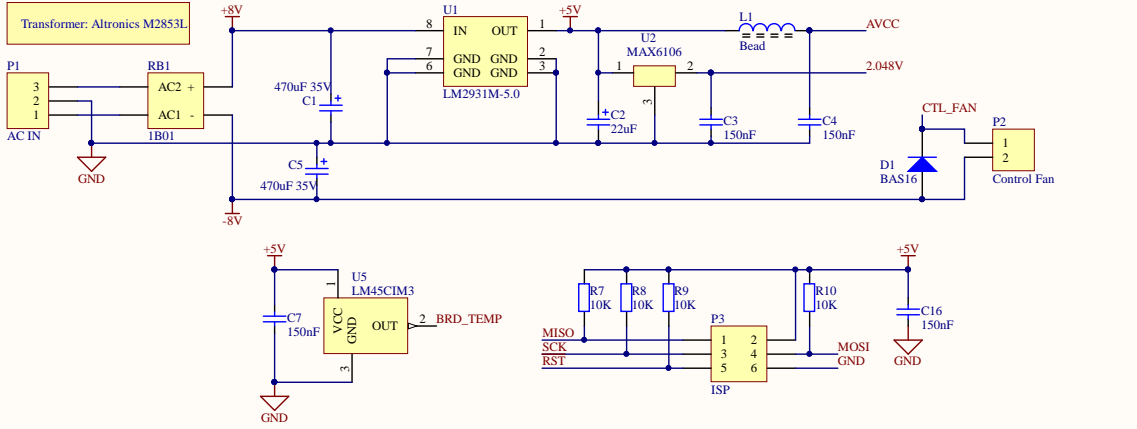 Transformer: Altronics M2853L
+8V
P1
3
2
1
AC IN
GND
RB1
AC2 +
AC1 -
1B01
-8V
470uF 35V
C1
C5
470uF 35V
U1
8 IN OUT 1
7 GND GND 2
6 GND GND 3
LM2931M-5.0
+5V
U2
MAX6106
1 2
3
C2
22uF
C3
150nF
L1
Bead
C4
150nF
AVCC
2.048V
CTL_FAN
D1
BAS16
P2
1
2
Control Fan
+5V
C7
150nF
GND
U5
LM45CIM3
1
VCC
GND
OUT
2
3
BRD_TEMP
R7
10K
R8
10K
R9
10K
R10
10K
MISO
SCK
RST
P3
1 2
3 4
5 6
ISP
MOSI
GND
+5V
C16
150nF
GND